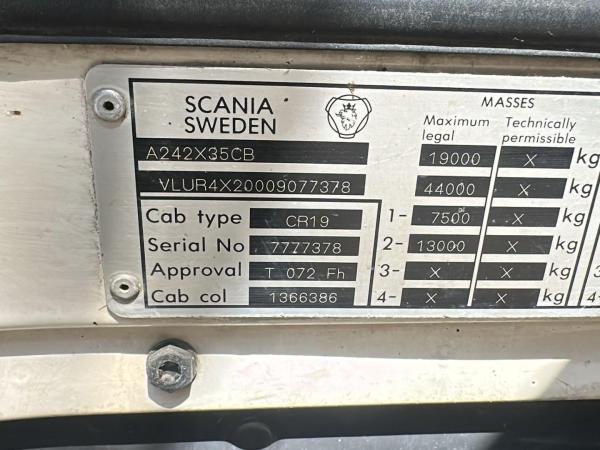 SCANIA
SWEDEN
MASSES
Maximum legal
Technically permissible
A242X35CB
19000 X kg
VLUR4X20009077378
44000 X kg
Cab type CR19
1- 7500 X kg
Serial No 7777378
2- 13000 X kg
Approval T 072 Fh
3- X X kg
Cab col 1366386
4- X X kg
4-